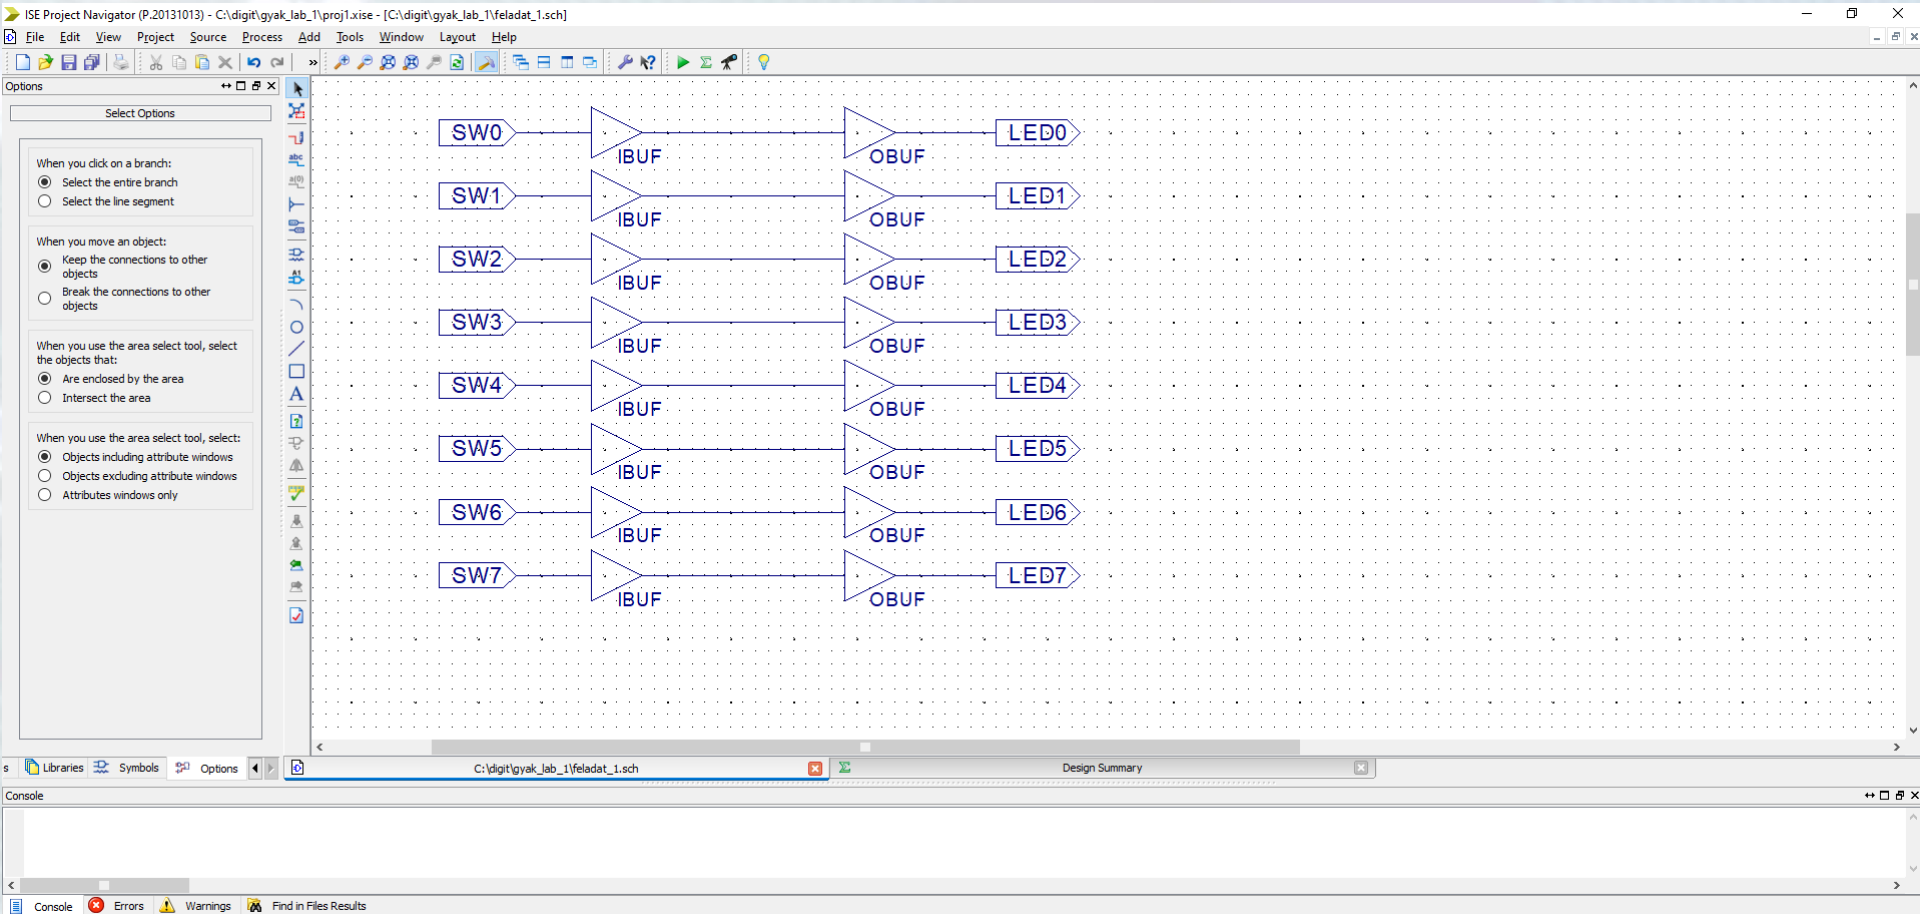 ISE Project Navigator (P.20131013) - C:\digit\gyak_lab_1\proj1.xise - [C:\digit\gyak_lab_1\feladat_1.sch]
File Edit View Project Source Process Add Tools Window Layout Help
»
Options
Select Options
When you click on a branch:
Select the entire branch
Select the line segment
When you move an object:
Keep the connections to other
objects
Break the connections to other
objects
When you use the area select tool, select
the objects that:
Are enclosed by the area
Intersect the area
When you use the area select tool, select:
Objects including attribute windows
Objects excluding attribute windows
Attributes windows only
abc
a(0)
A1
A
SW0 IBUF OBUF LED0
SW1 IBUF OBUF LED1
SW2 IBUF OBUF LED2
SW3 IBUF OBUF LED3
SW4 IBUF OBUF LED4
SW5 IBUF OBUF LED5
SW6 IBUF OBUF LED6
SW7 IBUF OBUF LED7
s Libraries Symbols Options
C:\digit\gyak_lab_1\feladat_1.sch
Design Summary
Console
Console Errors Warnings Find in Files Results